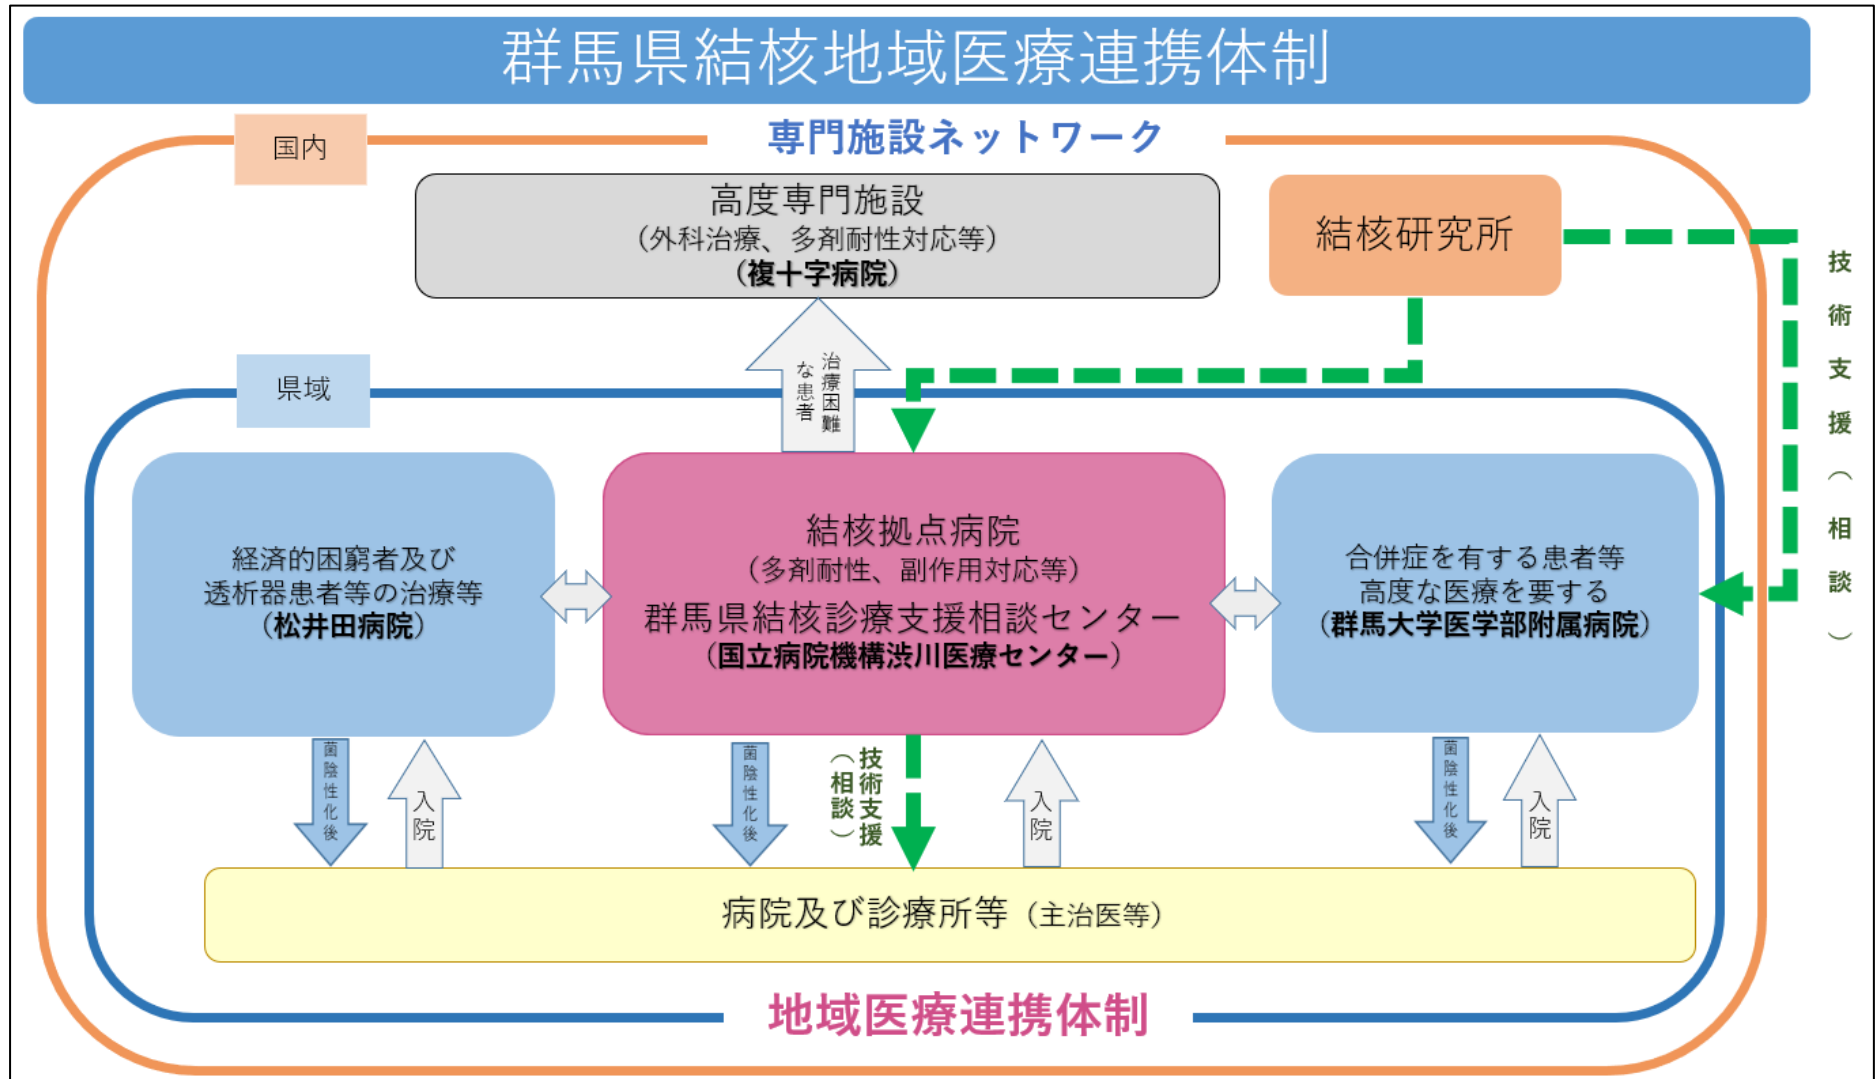 群馬県結核地域医療連携体制
国内
専門施設ネットワーク
高度専門施設
（外科治療、多剤耐性対応等）
（複十字病院）
結核研究所
技術支援（相談）
治療困難
な患者
県域
経済的困窮者及び
透析器患者等の治療等
（松井田病院）
結核拠点病院
（多剤耐性、副作用対応等）
群馬県結核診療支援相談センター
（国立病院機構渋川医療センター）
合併症を有する患者等
高度な医療を要する
（群馬大学医学部附属病院）
菌陰性化後
入院
菌陰性化後
技術支援
（相談）
入院
菌陰性化後
入院
病院及び診療所等（主治医等）
地域医療連携体制